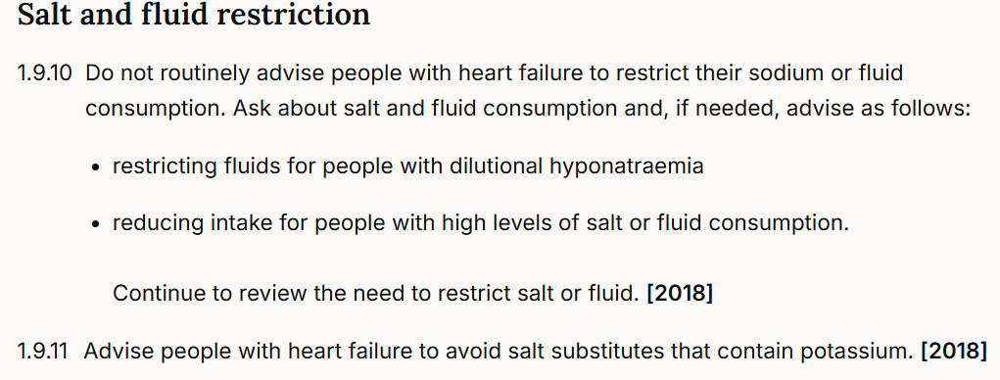 Salt and fluid restriction
1.9.10 Do not routinely advise people with heart failure to restrict their sodium or fluid
consumption. Ask about salt and fluid consumption and, if needed, advise as follows:
• restricting fluids for people with dilutional hyponatraemia
• reducing intake for people with high levels of salt or fluid consumption.
Continue to review the need to restrict salt or fluid. [2018]
1.9.11 Advise people with heart failure to avoid salt substitutes that contain potassium. [2018]